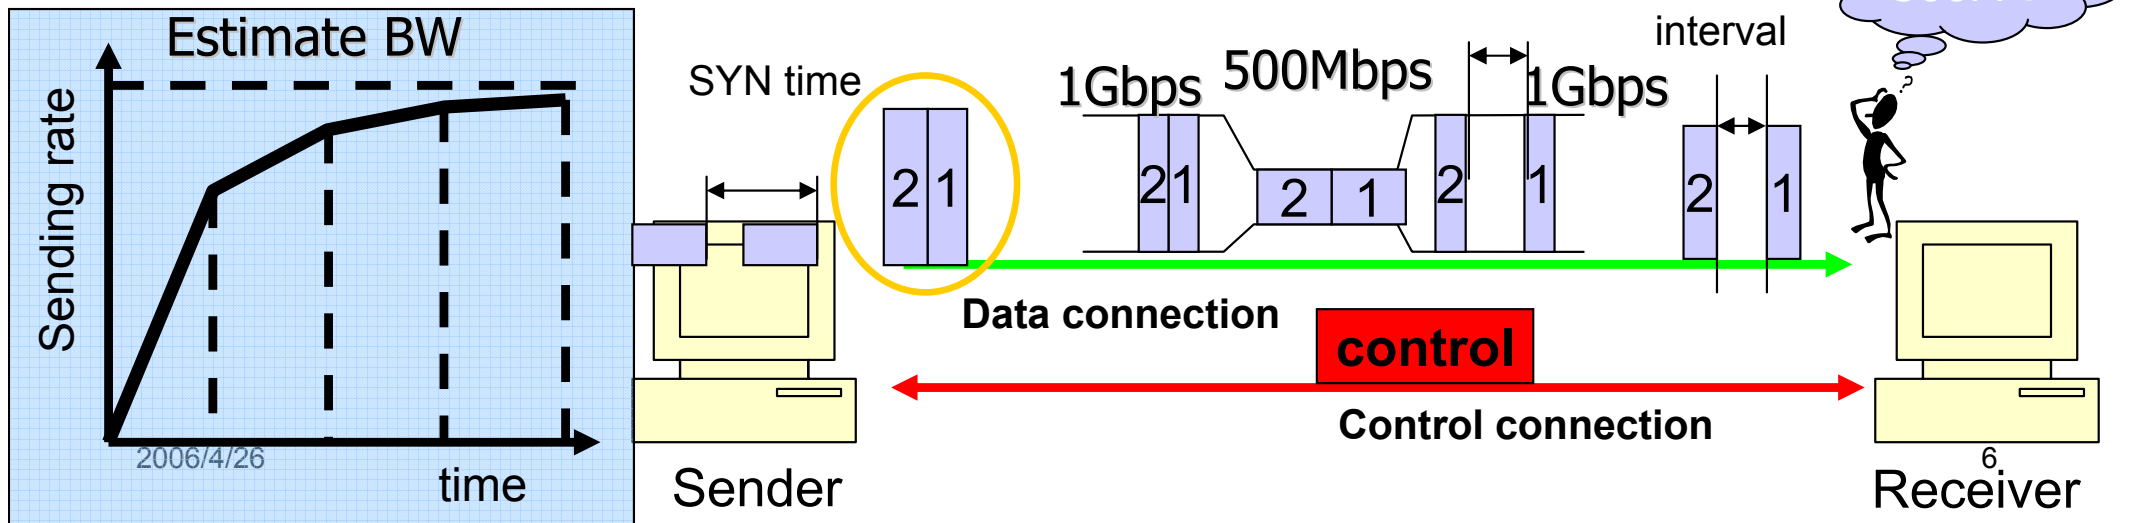 Estimate BW
Sending rate
2006/4/26
time
SYN time
2 1
1Gbps
500Mbps
1Gbps
interval
2 1
2 1
2 1
2 1
?
Data connection
control
Control connection
Sender
6
Receiver